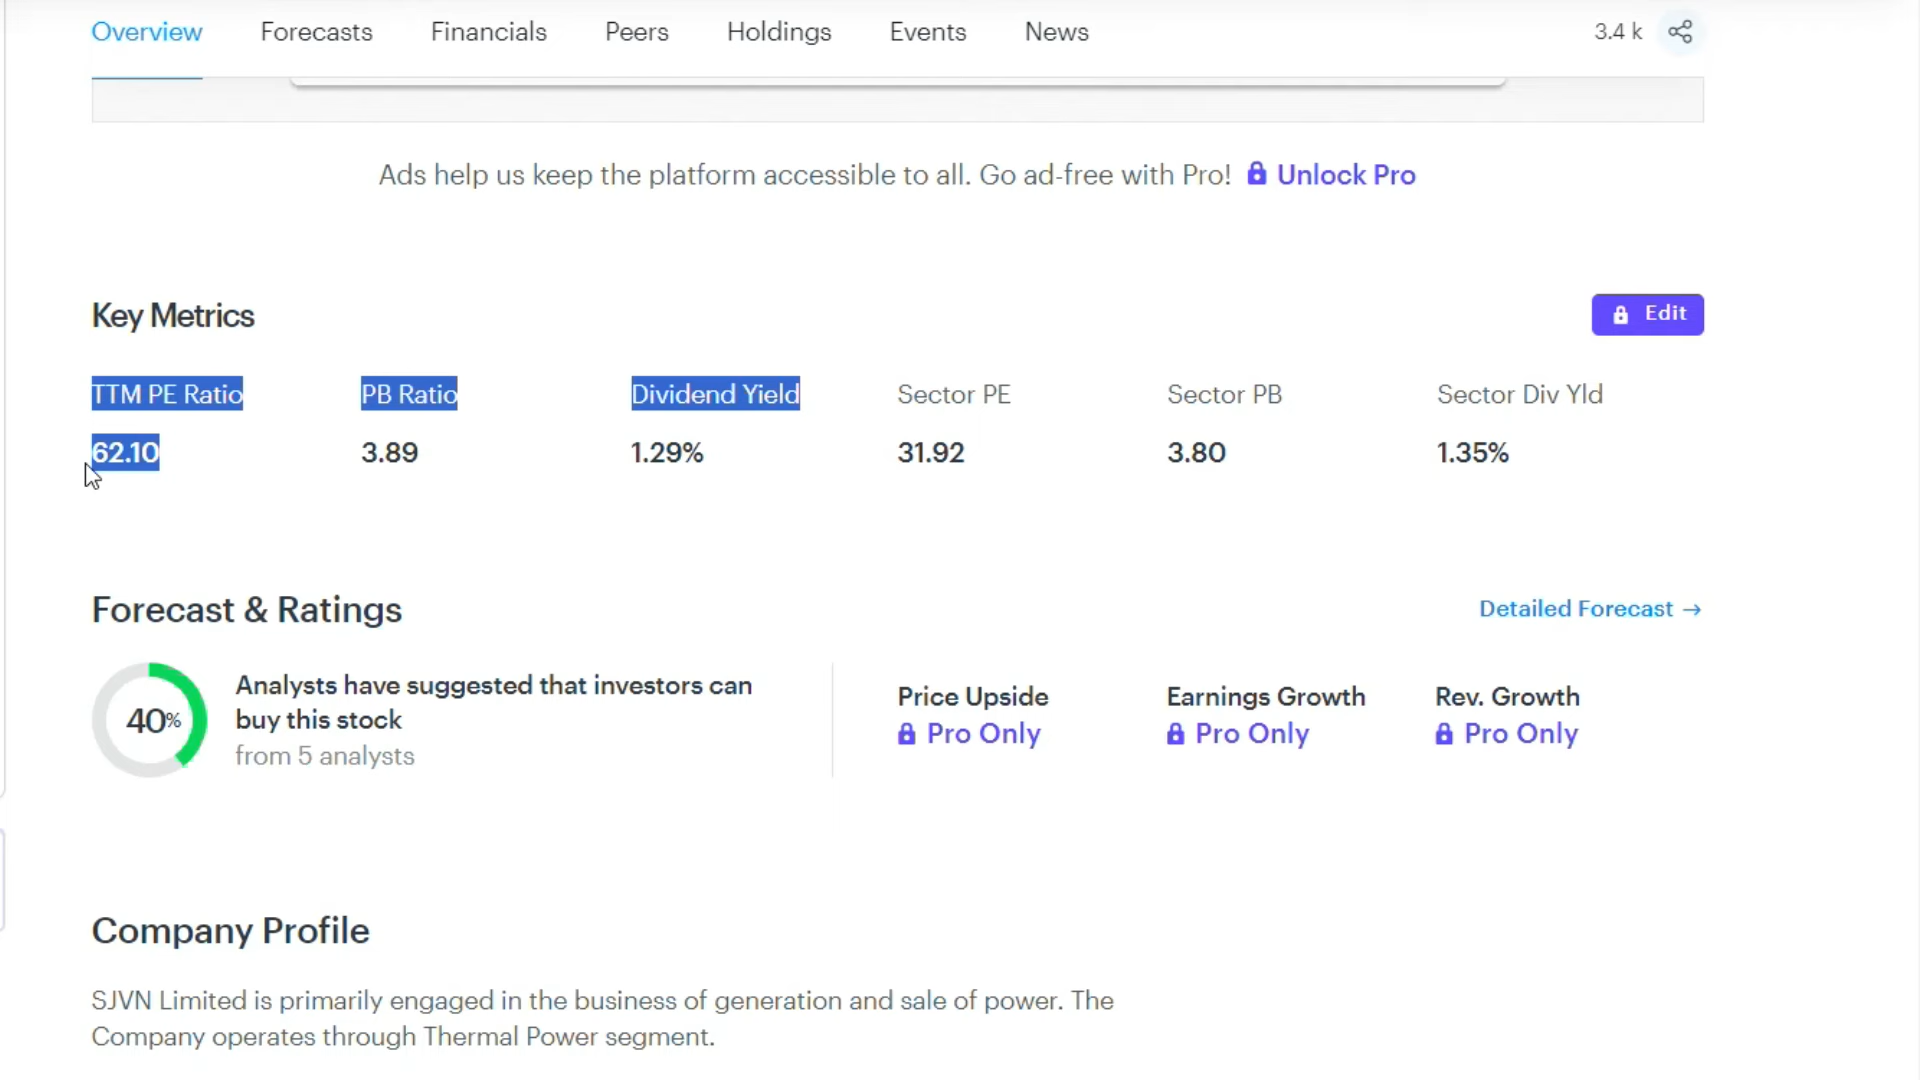 Overview Forecasts Financials Peers Holdings Events News 3.4 k
Ads help us keep the platform accessible to all. Go ad-free with Pro! Unlock Pro
Key Metrics Edit
TTM PE Ratio PB Ratio Dividend Yield Sector PE Sector PB Sector Div Yld
62.10 3.89 1.29% 31.92 3.80 1.35%
Forecast & Ratings Detailed Forecast →
40%
Analysts have suggested that investors can
buy this stock
from 5 analysts
Price Upside Earnings Growth Rev. Growth
Pro Only Pro Only Pro Only
Company Profile
SJVN Limited is primarily engaged in the business of generation and sale of power. The
Company operates through Thermal Power segment.